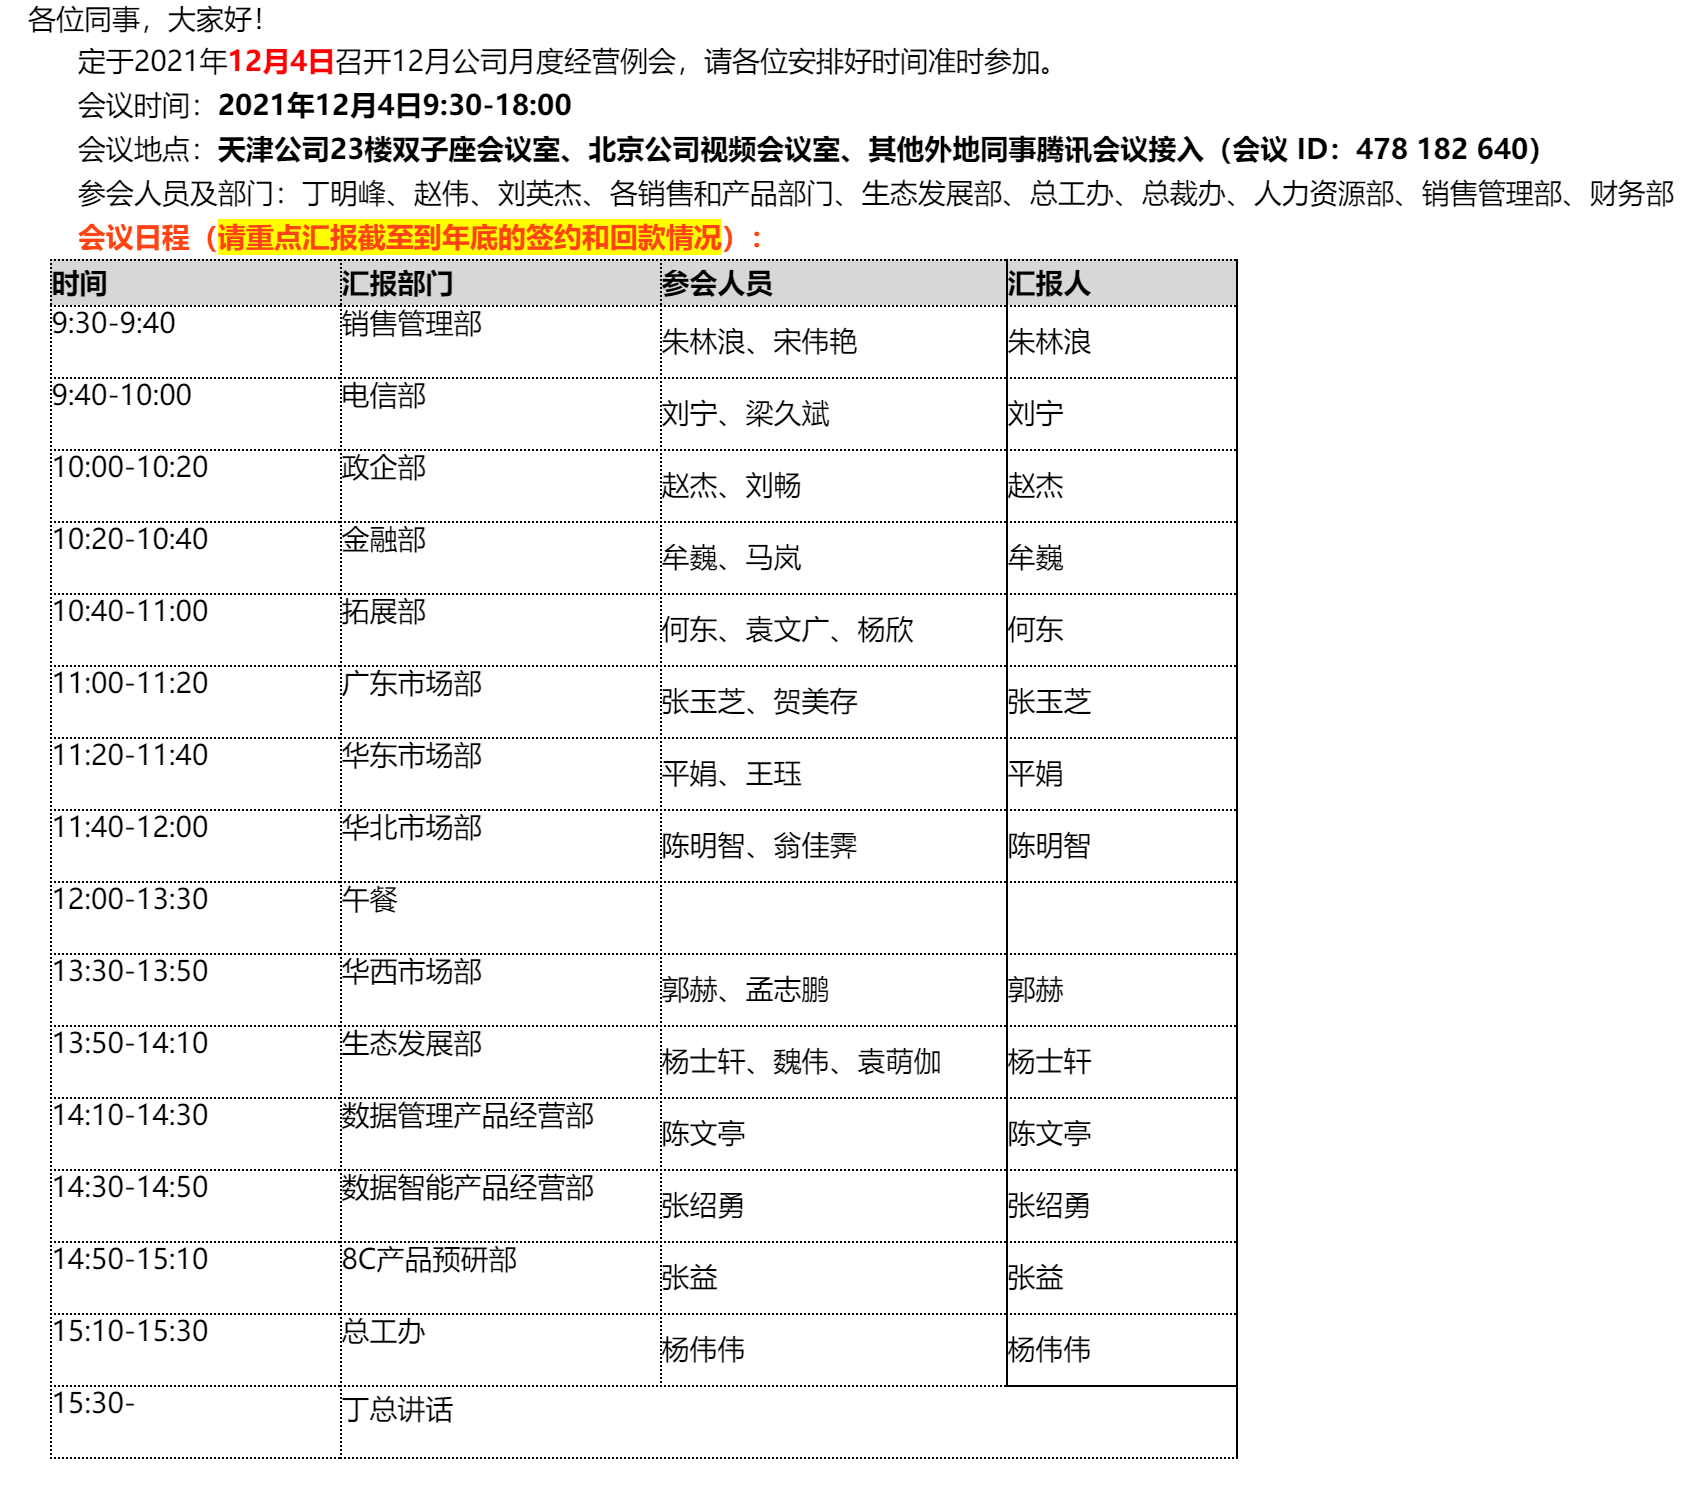 各位同事，大家好！
定于2021年12月4日召开12月公司月度经营例会，请各位安排好时间准时参加。
会议时间：2021年12月4日9:30-18:00
会议地点：天津公司23楼双子座会议室、北京公司视频会议室、其他外地同事腾讯会议接入（会议 ID：478 182 640）
参会人员及部门：丁明峰、赵伟、刘英杰、各销售和产品部门、生态发展部、总工办、总裁办、人力资源部、销售管理部、财务部
会议日程（请重点汇报截至到年底的签约和回款情况）：
时间 汇报部门 参会人员 汇报人
9:30-9:40 销售管理部 朱林浪、宋伟艳 朱林浪
9:40-10:00 电信部 刘宁、梁久斌 刘宁
10:00-10:20 政企部 赵杰、刘畅 赵杰
10:20-10:40 金融部 牟巍、马岚 牟巍
10:40-11:00 拓展部 何东、袁文广、杨欣 何东
11:00-11:20 广东市场部 张玉芝、贺美存 张玉芝
11:20-11:40 华东市场部 平娟、王珏 平娟
11:40-12:00 华北市场部 陈明智、翁佳霁 陈明智
12:00-13:30 午餐
13:30-13:50 华西市场部 郭赫、孟志鹏 郭赫
13:50-14:10 生态发展部 杨士轩、魏伟、袁萌伽 杨士轩
14:10-14:30 数据管理产品经营部 陈文亭 陈文亭
14:30-14:50 数据智能产品经营部 张绍勇 张绍勇
14:50-15:10 8C产品预研部 张益 张益
15:10-15:30 总工办 杨伟伟 杨伟伟
15:30- 丁总讲话